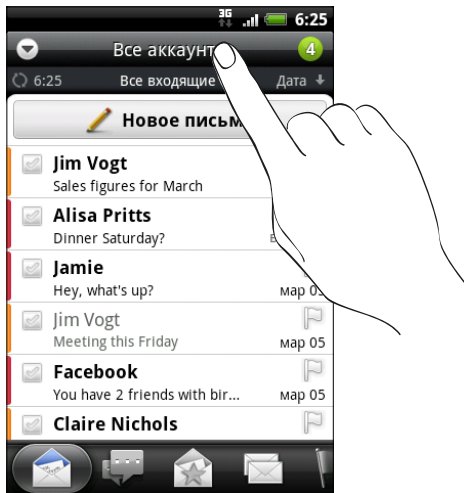 3G 6:25
Все аккаунт 4
6:25 Все входящие Дата
Новое письм
Jim Vogt
Sales figures for March
Alisa Pritts
Dinner Saturday?
Jamie
Hey, what's up? мар 05
Jim Vogt
Meeting this Friday мар 05
Facebook
You have 2 friends with bir... мар 05
Claire Nichols